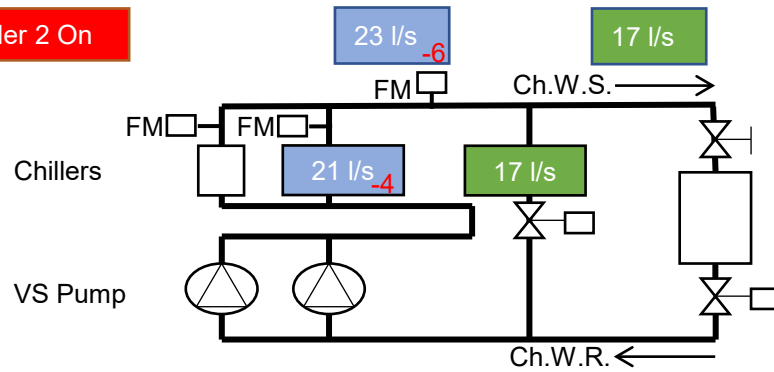 ler 2 On
23 l/s
-6
17 l/s
FM
Ch.W.S.
FM
FM
Chillers
21 l/s
-4
17 l/s
VS Pump
Ch.W.R.